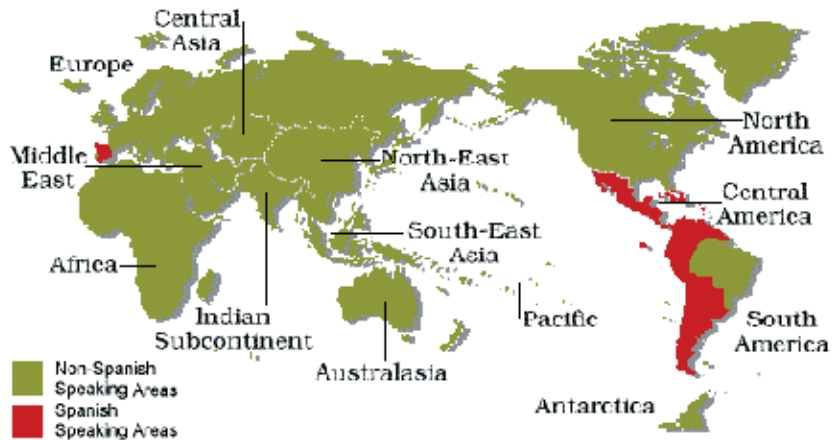 Central
Asia
Europe
North
America
Middle
East
North-East
Asia
Central
America
South-East
Asia
Africa
Indian
Subcontinent
Pacific
South
America
Australasia
Antarctica
Non-Spanish
Speaking Areas
Spanish
Speaking Areas